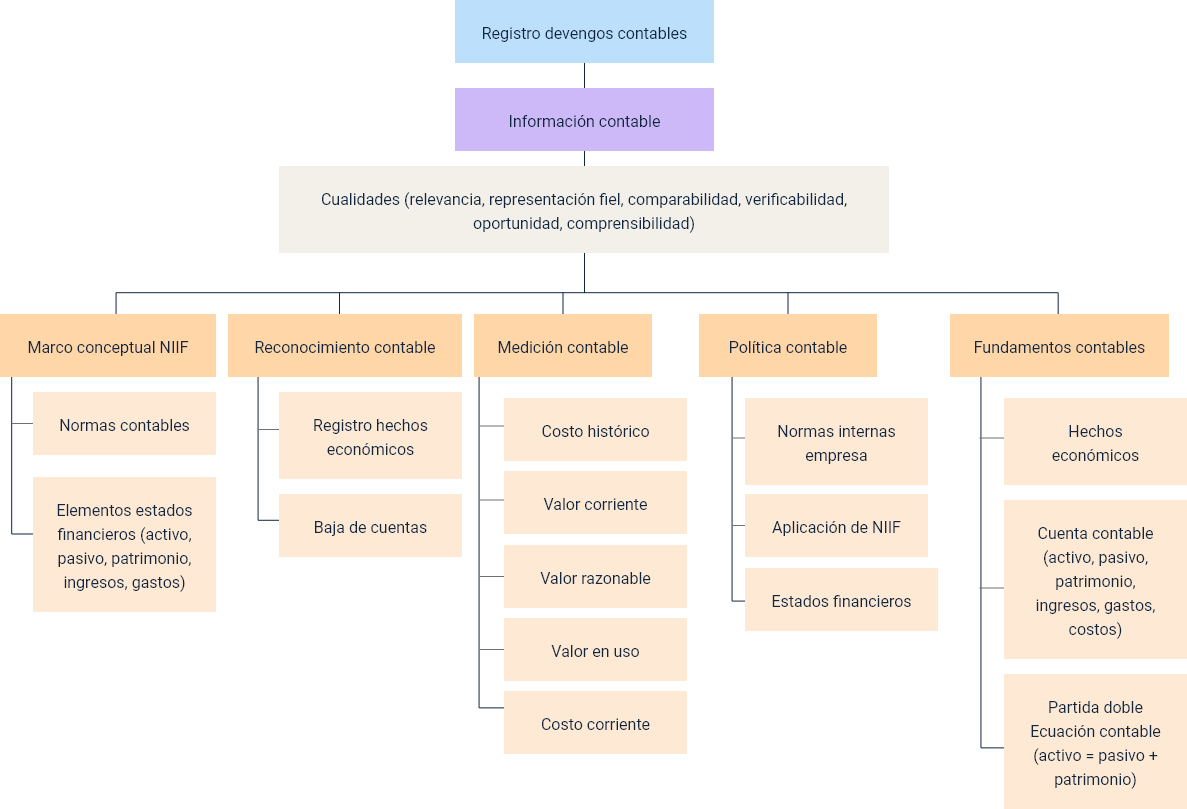 Registro devengos contables
Información contable
Cualidades (relevancia, representación fiel, comparabilidad, verificabilidad,
oportunidad, comprensibilidad)
Marco conceptual NIIF
Normas contables
Elementos estados
financieros (activo,
pasivo, patrimonio,
ingresos, gastos)
Reconocimiento contable
Registro hechos
económicos
Baja de cuentas
Medición contable
Costo histórico
Valor corriente
Valor razonable
Valor en uso
Costo corriente
Política contable
Normas internas
empresa
Aplicación de NIIF
Estados financieros
Fundamentos contables
Hechos
económicos
Cuenta contable
(activo, pasivo,
patrimonio,
ingresos, gastos,
costos)
Partida doble
Ecuación contable
(activo = pasivo +
patrimonio)